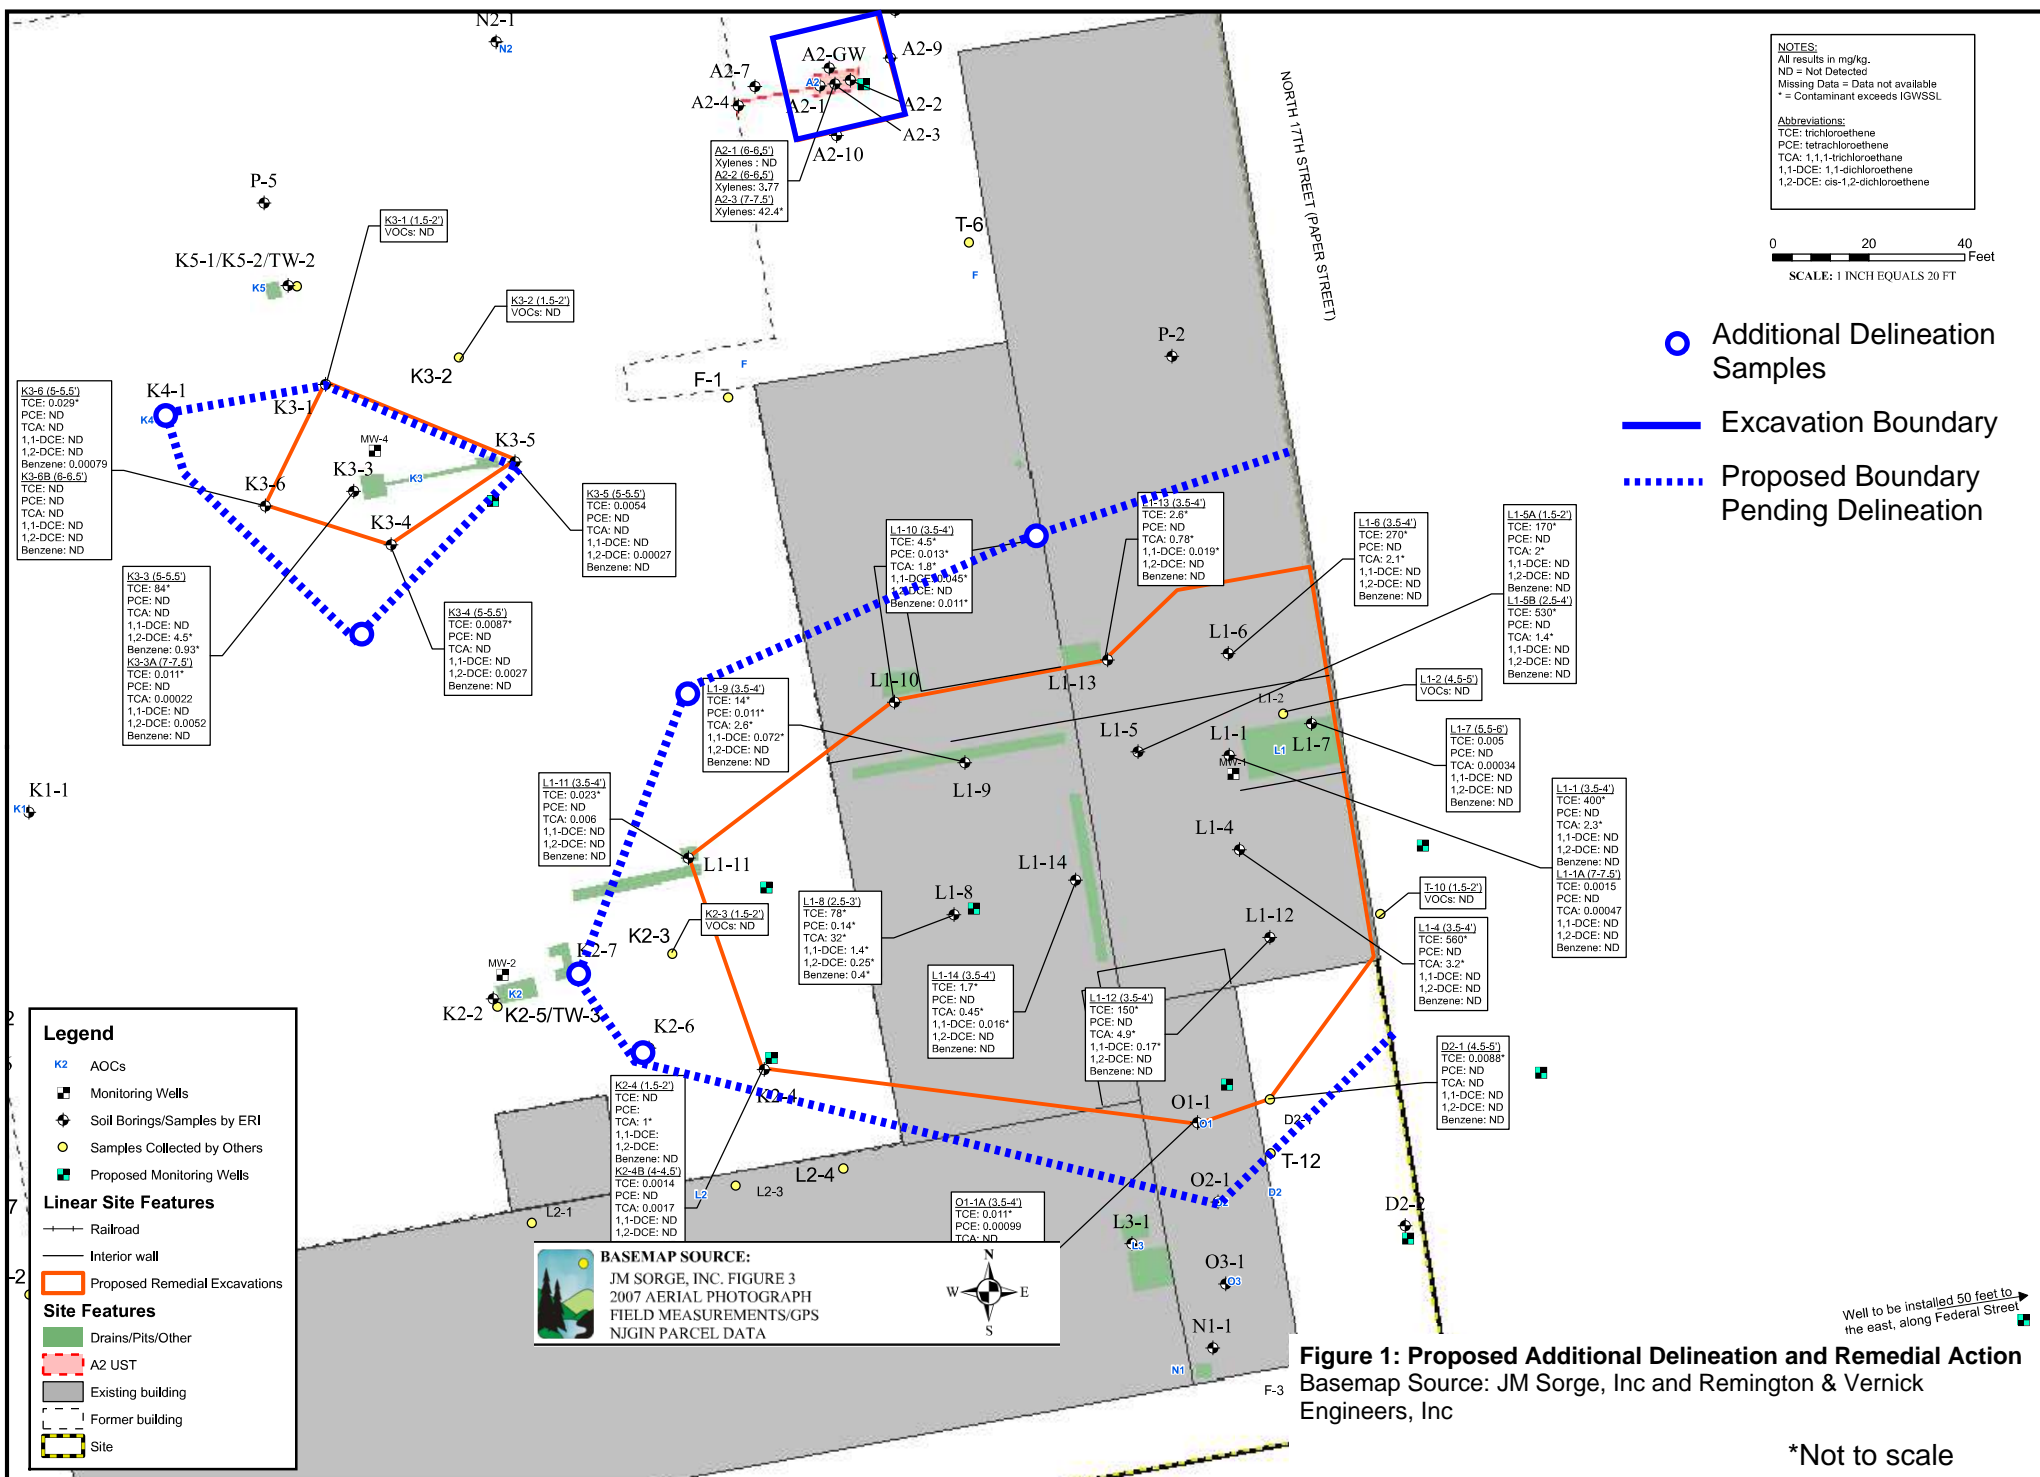 N2-1
N2
A2-GW
A2-9
A2-7
A2
A2-4
A2-1
A2-2
A2-3
A2-10
A2-1 (6-6.5')
Xylenes : ND
A2-2 (6-6.5')
Xylenes: 3.77
A2-3 (7-7.5')
Xylenes: 42.4*
NORTH 17TH STREET (PAPER STREET)
NOTES:
All results in mg/kg.
ND = Not Detected
Missing Data = Data not available
* = Contaminant exceeds IGWSSL
Abbreviations:
TCE: trichloroethene
PCE: tetrachloroethene
TCA: 1,1,1-trichloroethane
1,1-DCE: 1,1-dichloroethene
1,2-DCE: cis-1,2-dichloroethene
0 20 40
Feet
SCALE: 1 INCH EQUALS 20 FT
Additional Delineation
Samples
Excavation Boundary
Proposed Boundary
Pending Delineation
P-5
K3-1 (1.5-2')
VOCs: ND
T-6
F
K5-1/K5-2/TW-2
K5
K3-2 (1.5-2')
VOCs: ND
K3-2
P-2
F
F-1
K3-6 (5-5.5')
TCE: 0.029*
PCE: ND
TCA: ND
1,1-DCE: ND
1,2-DCE: ND
Benzene: 0.00079
K3-6B (6-6.5')
TCE: ND
PCE: ND
TCA: ND
1,1-DCE: ND
1,2-DCE: ND
Benzene: ND
K4-1
K4
K3-1
MW-4
K3-5
K3-3
K3
K3-6
K3-4
K3-5 (5-5.5')
TCE: 0.0054
PCE: ND
TCA: ND
1,1-DCE: ND
1,2-DCE: 0.00027
Benzene: ND
K3-3 (5-5.5')
TCE: 84*
PCE: ND
TCA: ND
1,1-DCE: ND
1,2-DCE: 4.5*
Benzene: 0.93*
K3-3A (7-7.5')
TCE: 0.011*
PCE: ND
TCA: 0.00022
1,1-DCE: ND
1,2-DCE: 0.0052
Benzene: ND
K3-4 (5-5.5')
TCE: 0.0087*
PCE: ND
TCA: ND
1,1-DCE: ND
1,2-DCE: 0.0027
Benzene: ND
L1-10 (3.5-4')
TCE: 4.5*
PCE: 0.013*
TCA: 1.8*
1,1-DCE: 0.045*
1,2-DCE: ND
Benzene: 0.011*
L1-13 (3.5-4')
TCE: 2.6*
PCE: ND
TCA: 0.78*
1,1-DCE: 0.019*
1,2-DCE: ND
Benzene: ND
L1-6 (3.5-4')
TCE: 270*
PCE: ND
TCA: 2.1*
1,1-DCE: ND
1,2-DCE: ND
Benzene: ND
L1-5A (1.5-2')
TCE: 170*
PCE: ND
TCA: 2*
1,1-DCE: ND
1,2-DCE: ND
Benzene: ND
L1-5B (2.5-4')
TCE: 530*
PCE: ND
TCA: 1.4*
1,1-DCE: ND
1,2-DCE: ND
Benzene: ND
L1-6
L1-10
L1-13
L1-2 (4.5-5')
VOCs: ND
L1-2
L1-9 (3.5-4')
TCE: 14*
PCE: 0.011*
TCA: 2.6*
1,1-DCE: 0.072*
1,2-DCE: ND
Benzene: ND
L1-5
L1-1
MW-1
L1
L1-7
L1-9
L1-7 (5.5-6')
TCE: 0.005
PCE: ND
TCA: 0.00034
1,1-DCE: ND
1,2-DCE: ND
Benzene: ND
K1-1
K1
L1-11 (3.5-4')
TCE: 0.023*
PCE: ND
TCA: 0.006
1,1-DCE: ND
1,2-DCE: ND
Benzene: ND
L1-11
L1-1 (3.5-4')
TCE: 400*
PCE: ND
TCA: 2.3*
1,1-DCE: ND
1,2-DCE: ND
Benzene: ND
L1-1A (7-7.5')
TCE: 0.0015
PCE: ND
TCA: 0.00047
1,1-DCE: ND
1,2-DCE: ND
Benzene: ND
L1-4
L1-14
L1-8
L1-12
K2-3 (1.5-2')
VOCs: ND
K2-3
L1-8 (2.5-3')
TCE: 78*
PCE: 0.14*
TCA: 32*
1,1-DCE: 1.4*
1,2-DCE: 0.25*
Benzene: 0.4*
T-10 (1.5-2')
VOCs: ND
L1-4 (3.5-4')
TCE: 560*
PCE: ND
TCA: 3.2*
1,1-DCE: ND
1,2-DCE: ND
Benzene: ND
K2-7
MW-2
K2
K2-2
K2-5/TW-3
K2-6
L1-14 (3.5-4')
TCE: 1.7*
PCE: ND
TCA: 0.45*
1,1-DCE: 0.016*
1,2-DCE: ND
Benzene: ND
L1-12 (3.5-4')
TCE: 150*
PCE: ND
TCA: 4.9*
1,1-DCE: 0.17*
1,2-DCE: ND
Benzene: ND
D2-1 (4.5-5')
TCE: 0.0088*
PCE: ND
TCA: ND
1,1-DCE: ND
1,2-DCE: ND
Benzene: ND
K2-4
K2-4 (1.5-2')
TCE: ND
PCE:
TCA: 1*
1,1-DCE:
1,2-DCE:
Benzene: ND
K2-4B (4-4.5')
TCE: 0.0014
PCE: ND
TCA: 0.0017
1,1-DCE: ND
1,2-DCE: ND
O1-1
O1
D2-1
T-12
L2-4
L2-3
L2
L2-1
O2-1
O2
D2
D2-2
O1-1A (3.5-4')
TCE: 0.011*
PCE: 0.00099
TCA: ND
L3-1
L3
O3-1
O3
N1-1
N1
F-3
Legend
K2 AOCs
Monitoring Wells
Soil Borings/Samples by ERI
Samples Collected by Others
Proposed Monitoring Wells
Linear Site Features
Railroad
Interior wall
Proposed Remedial Excavations
Site Features
Drains/Pits/Other
A2 UST
Existing building
Former building
Site
2
7
-2
BASEMAP SOURCE:
JM SORGE, INC. FIGURE 3
2007 AERIAL PHOTOGRAPH
FIELD MEASUREMENTS/GPS
NJGIN PARCEL DATA
N
W E
S
Well to be installed 50 feet to
the east, along Federal Street
Figure 1: Proposed Additional Delineation and Remedial Action
Basemap Source: JM Sorge, Inc and Remington & Vernick
Engineers, Inc
*Not to scale